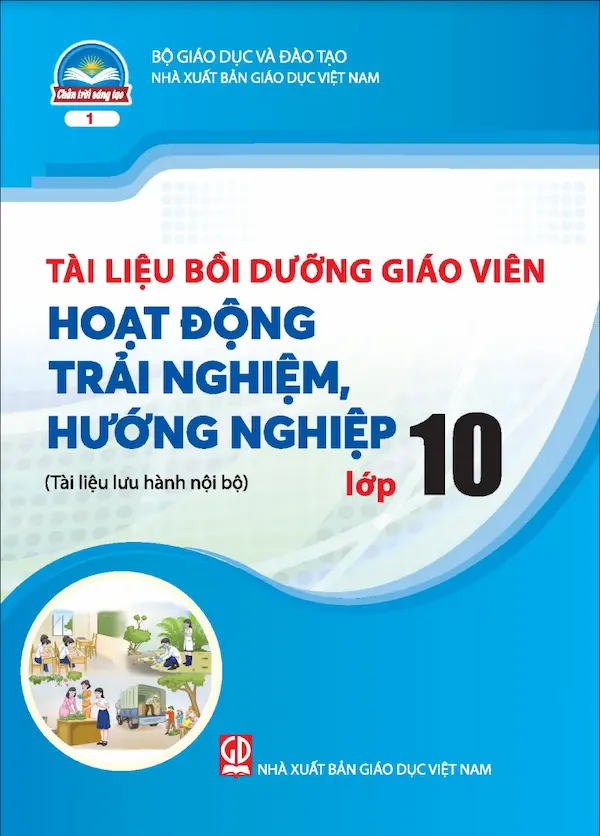 BỘ GIÁO DỤC VÀ ĐÀO TẠO
NHÀ XUẤT BẢN GIÁO DỤC VIỆT NAM
Chân trời sáng tạo
1
TÀI LIỆU BỒI DƯỠNG GIÁO VIÊN
HOẠT ĐỘNG
TRẢI NGHIỆM,
HƯỚNG NGHIỆP
lớp 10
(Tài liệu lưu hành nội bộ)
GD
NHÀ XUẤT BẢN GIÁO DỤC VIỆT NAM